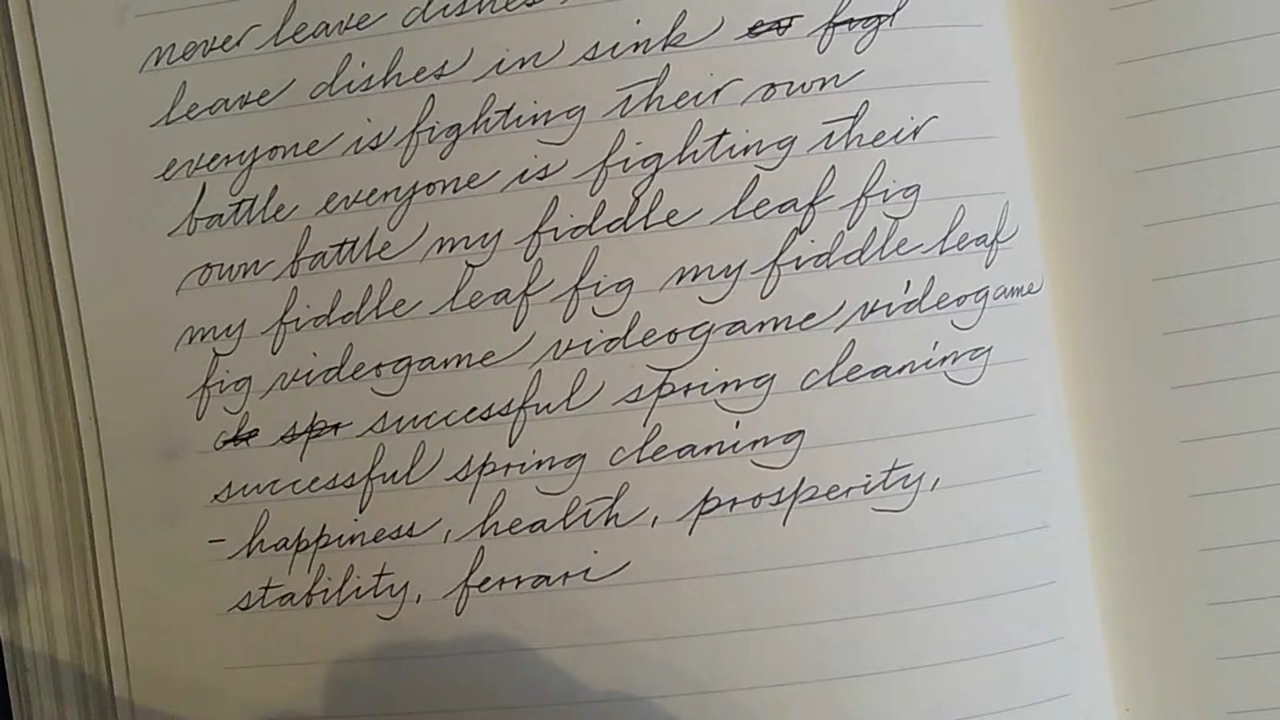 never leave dishes
leave dishes in sink
everyone is fighting their own
battle everyone is fighting their
own battle my fiddle leaf fig
my fiddle leaf fig my fiddle leaf
fig videogame videogame videogame
spr successful spring cleaning
successful spring cleaning
- happiness, health, prosperity,
stability, ferrari